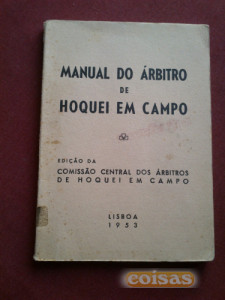 MANUAL DO ÁRBITRO
DE
HOQUEI EM CAMPO
EDIÇÃO DA
COMISSÃO CENTRAL DOS ÁRBITROS
DE HOQUEI EM CAMPO
LISBOA
1953
coisas